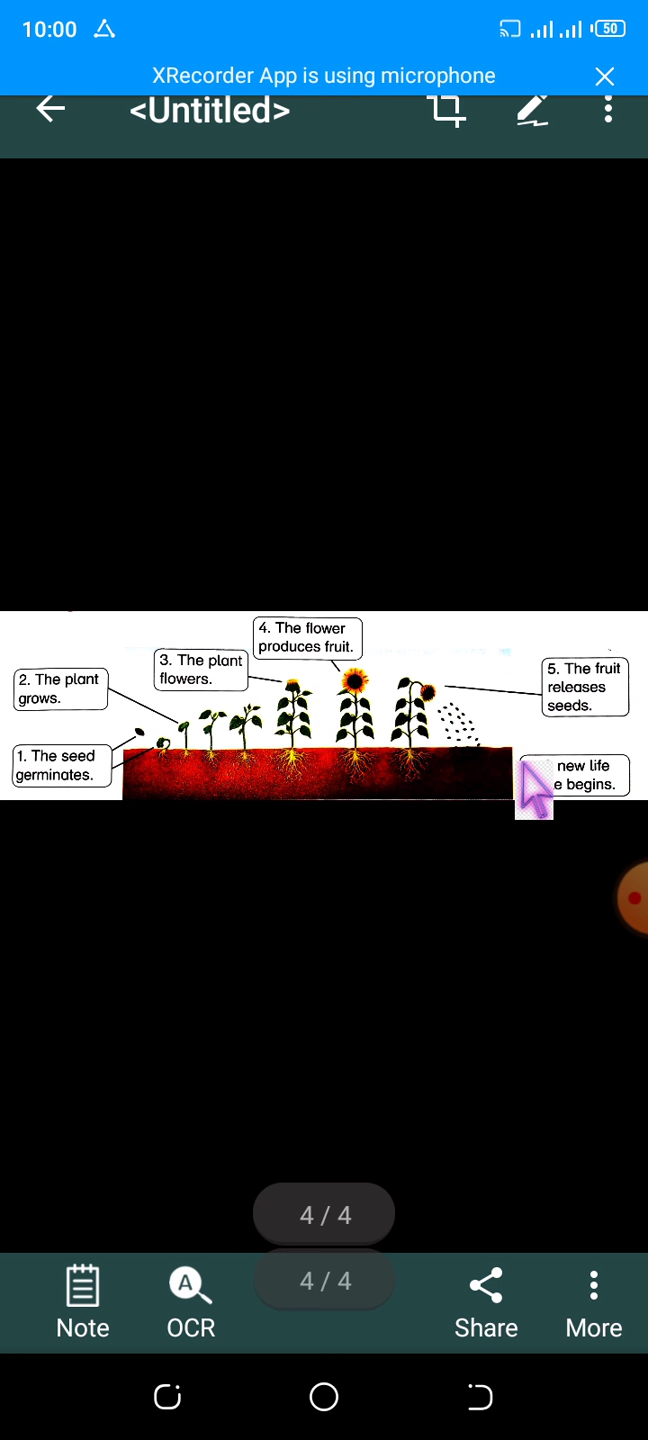 10:00
50
XRecorder App is using microphone
<Untitled>
4. The flower
produces fruit.
3. The plant
flowers.
5. The fruit
releases
seeds.
2. The plant
grows.
1. The seed
germinates.
new life
e begins.
4 / 4
4 / 4
A
Note
OCR
Share
More